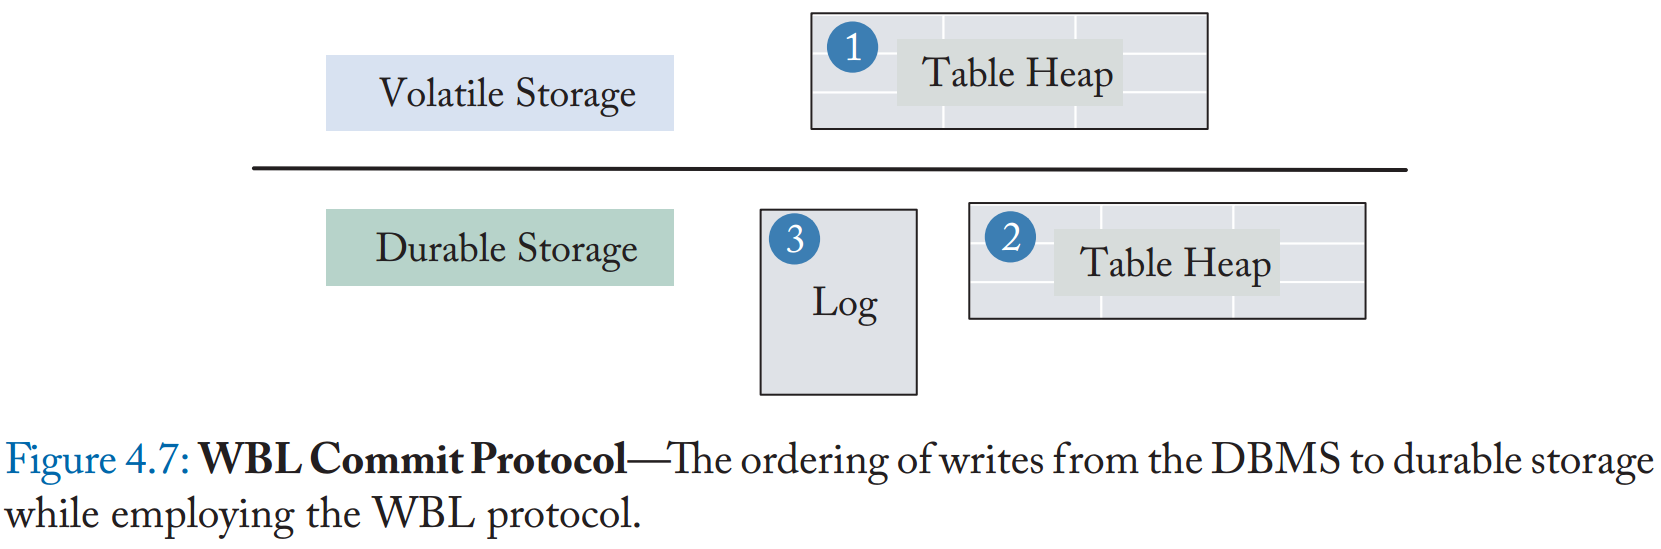 1
Table Heap
Volatile Storage
3
2
Durable Storage
Table Heap
Log
Figure 4.7: WBL Commit Protocol—The ordering of writes from the DBMS to durable storage
while employing the WBL protocol.